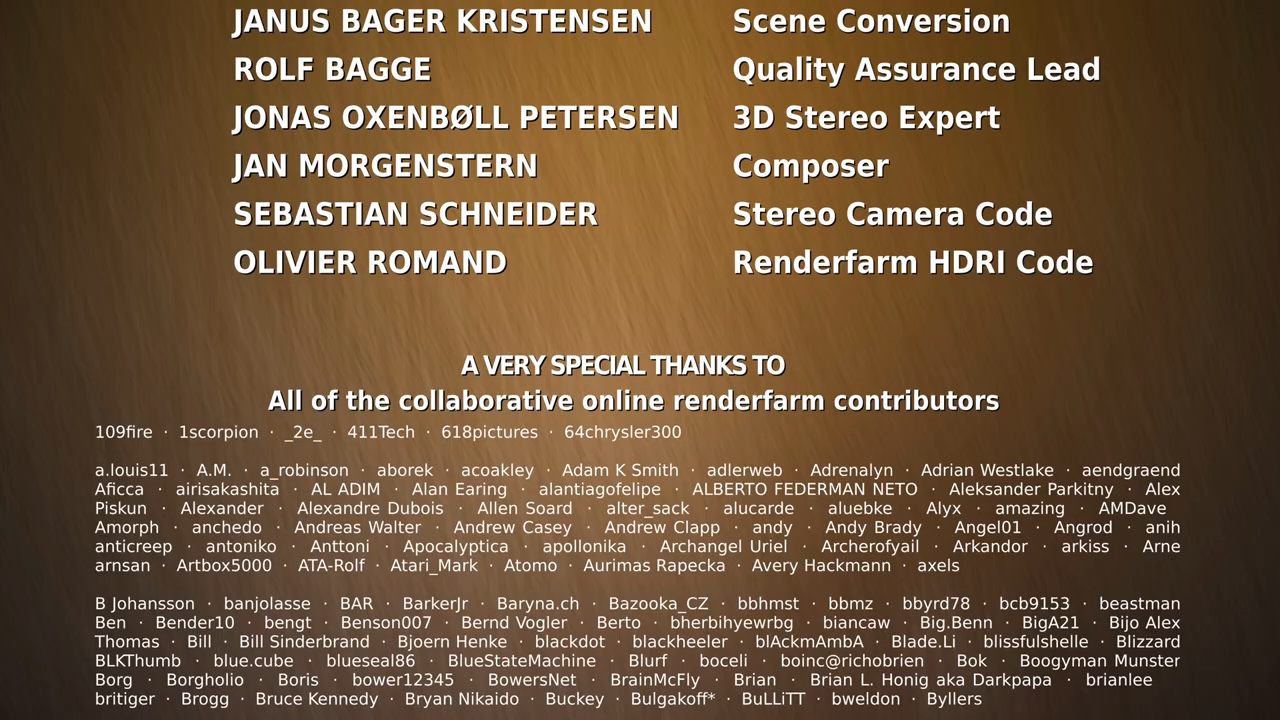 JANUS BAGER KRISTENSEN Scene Conversion
ROLF BAGGE Quality Assurance Lead
JONAS OXENBØLL PETERSEN 3D Stereo Expert
JAN MORGENSTERN Composer
SEBASTIAN SCHNEIDER Stereo Camera Code
OLIVIER ROMAND Renderfarm HDRI Code
A VERY SPECIAL THANKS TO
All of the collaborative online renderfarm contributors
109fire · 1scorpion · _2e_ · 411Tech · 618pictures · 64chrysler300
a.louis11 · A.M. · a_robinson · aborek · acoakley · Adam K Smith · adlerweb · Adrenalyn · Adrian Westlake · aendgraend
Aficca · airisakashita · AL ADIM · Alan Earing · alantiagofelipe · ALBERTO FEDERMAN NETO · Aleksander Parkitny · Alex
Piskun · Alexander · Alexandre Dubois · Allen Soard · alter_sack · alucarde · aluebke · Alyx · amazing · AMDave
Amorph · anchedo · Andreas Walter · Andrew Casey · Andrew Clapp · andy · Andy Brady · Angel01 · Angrod · anih
anticreep · antoniko · Anttoni · Apocalyptica · apollonika · Archangel Uriel · Archerofyail · Arkandor · arkiss · Arne
arnsan · Artbox5000 · ATA-Rolf · Atari_Mark · Atomo · Aurimas Rapecka · Avery Hackmann · axels
B Johansson · banjolasse · BAR · BarkerJr · Baryna.ch · Bazooka_CZ · bbhmst · bbmz · bbyrd78 · bcb9153 · beastman
Ben · Bender10 · bengt · Benson007 · Bernd Vogler · Berto · bherbihyewrbg · biancaw · Big.Benn · BigA21 · Bijo Alex
Thomas · Bill · Bill Sinderbrand · Bjoern Henke · blackdot · blackheeler · blAckmAmbA · Blade.Li · blissfulshelle · Blizzard
BLKThumb · blue.cube · blueseal86 · BlueStateMachine · Blurf · boceli · boinc@richobrien · Bok · Boogyman Munster
Borg · Borgholio · Boris · bower12345 · BowersNet · BrainMcFly · Brian · Brian L. Honig aka Darkpapa · brianlee
britiger · Brogg · Bruce Kennedy · Bryan Nikaido · Buckey · Bulgakoff* · BuLLiTT · bweldon · Byllers